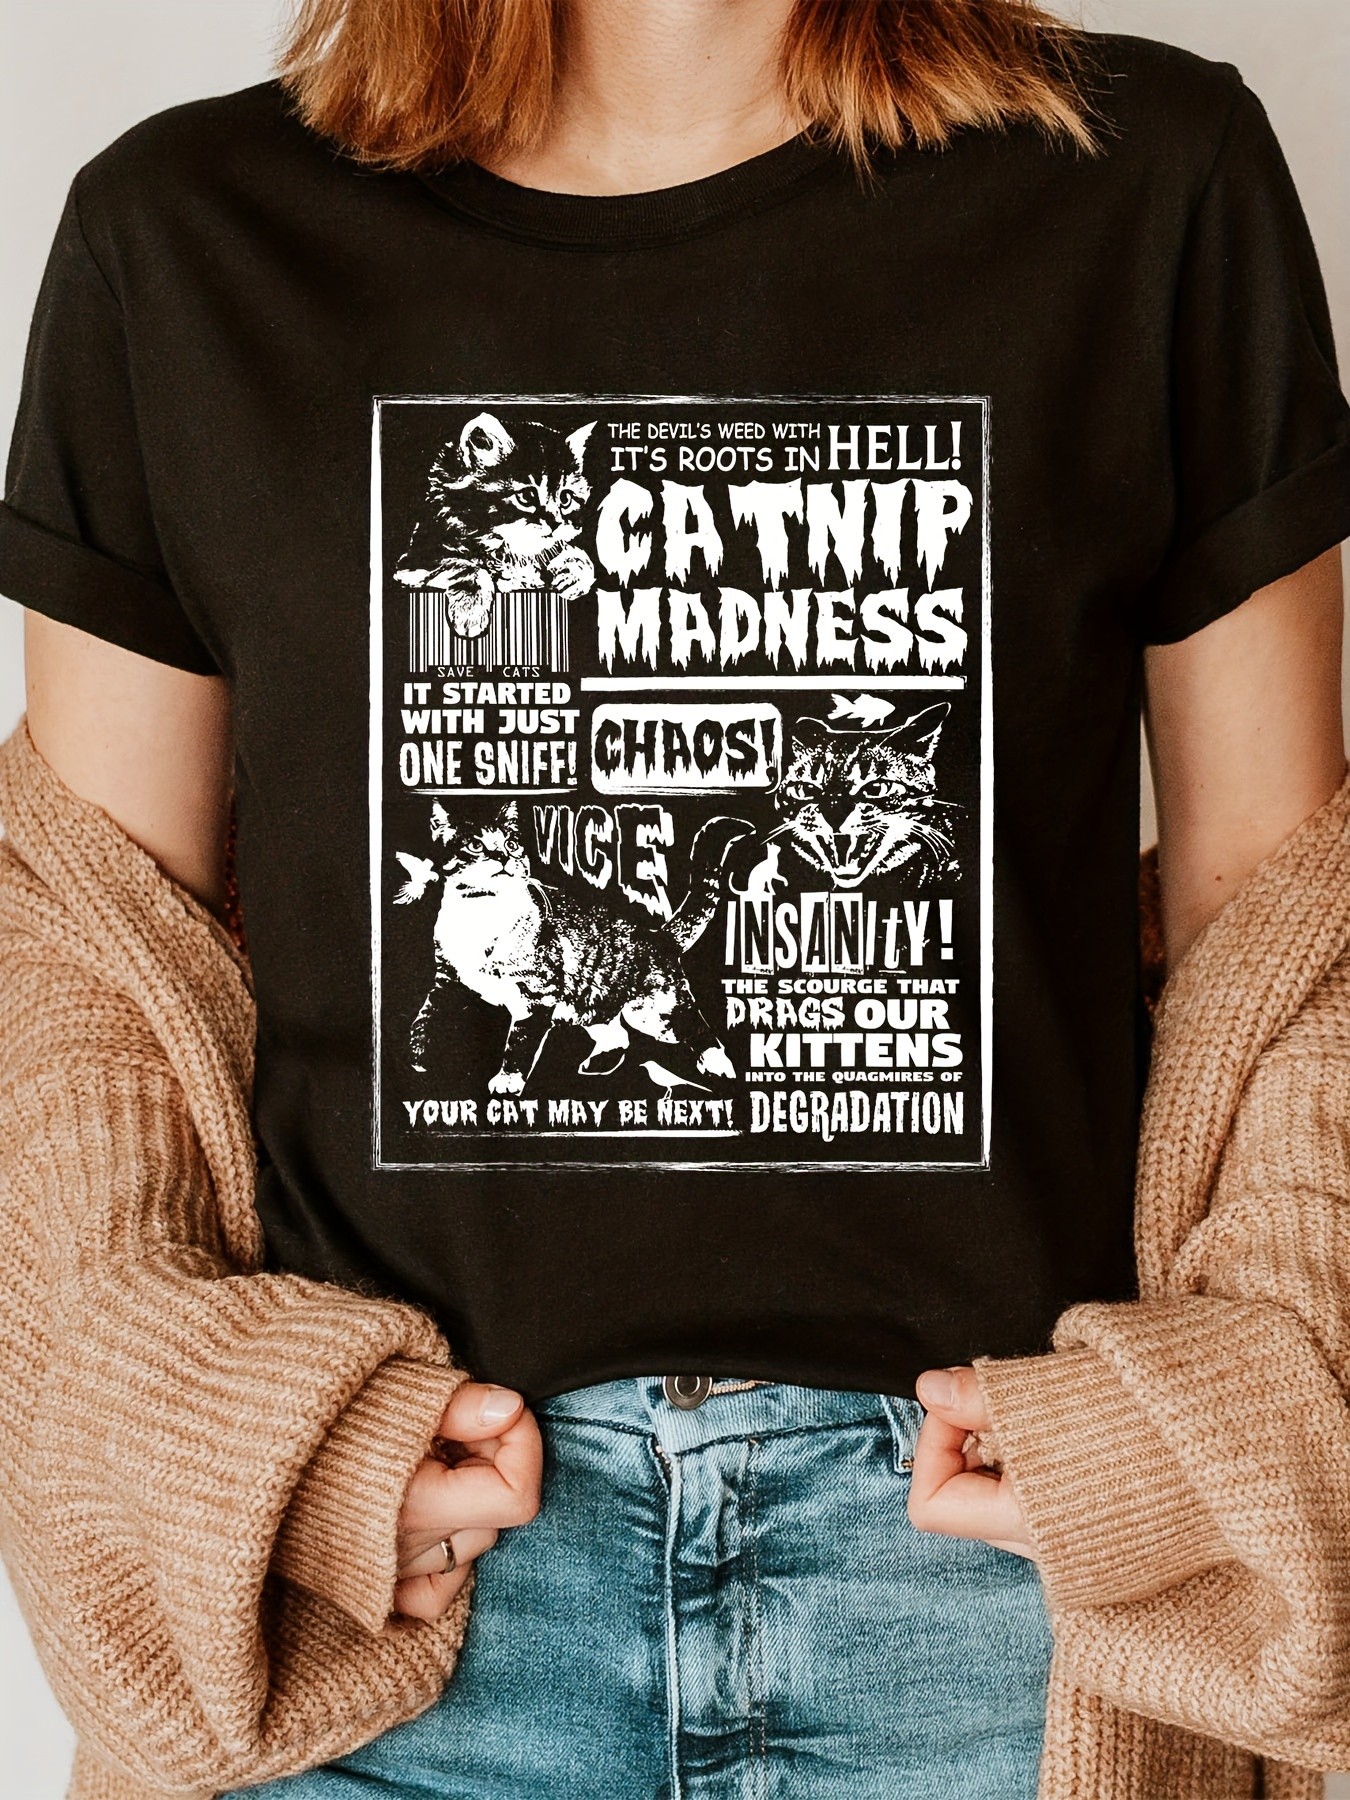 THE DEVIL'S WEED WITH
IT'S ROOTS IN HELL!
CATNIP
MADNESS
SAVE CATS
IT STARTED
WITH JUST
ONE SNIFF!
CHAOS!
VICE
INSANItY!
THE SCOURGE THAT
DRAGS OUR
KITTENS
INTO THE QUAGMIRES OF
DEGRADATION
YOUR CAT MAY BE NEXT!